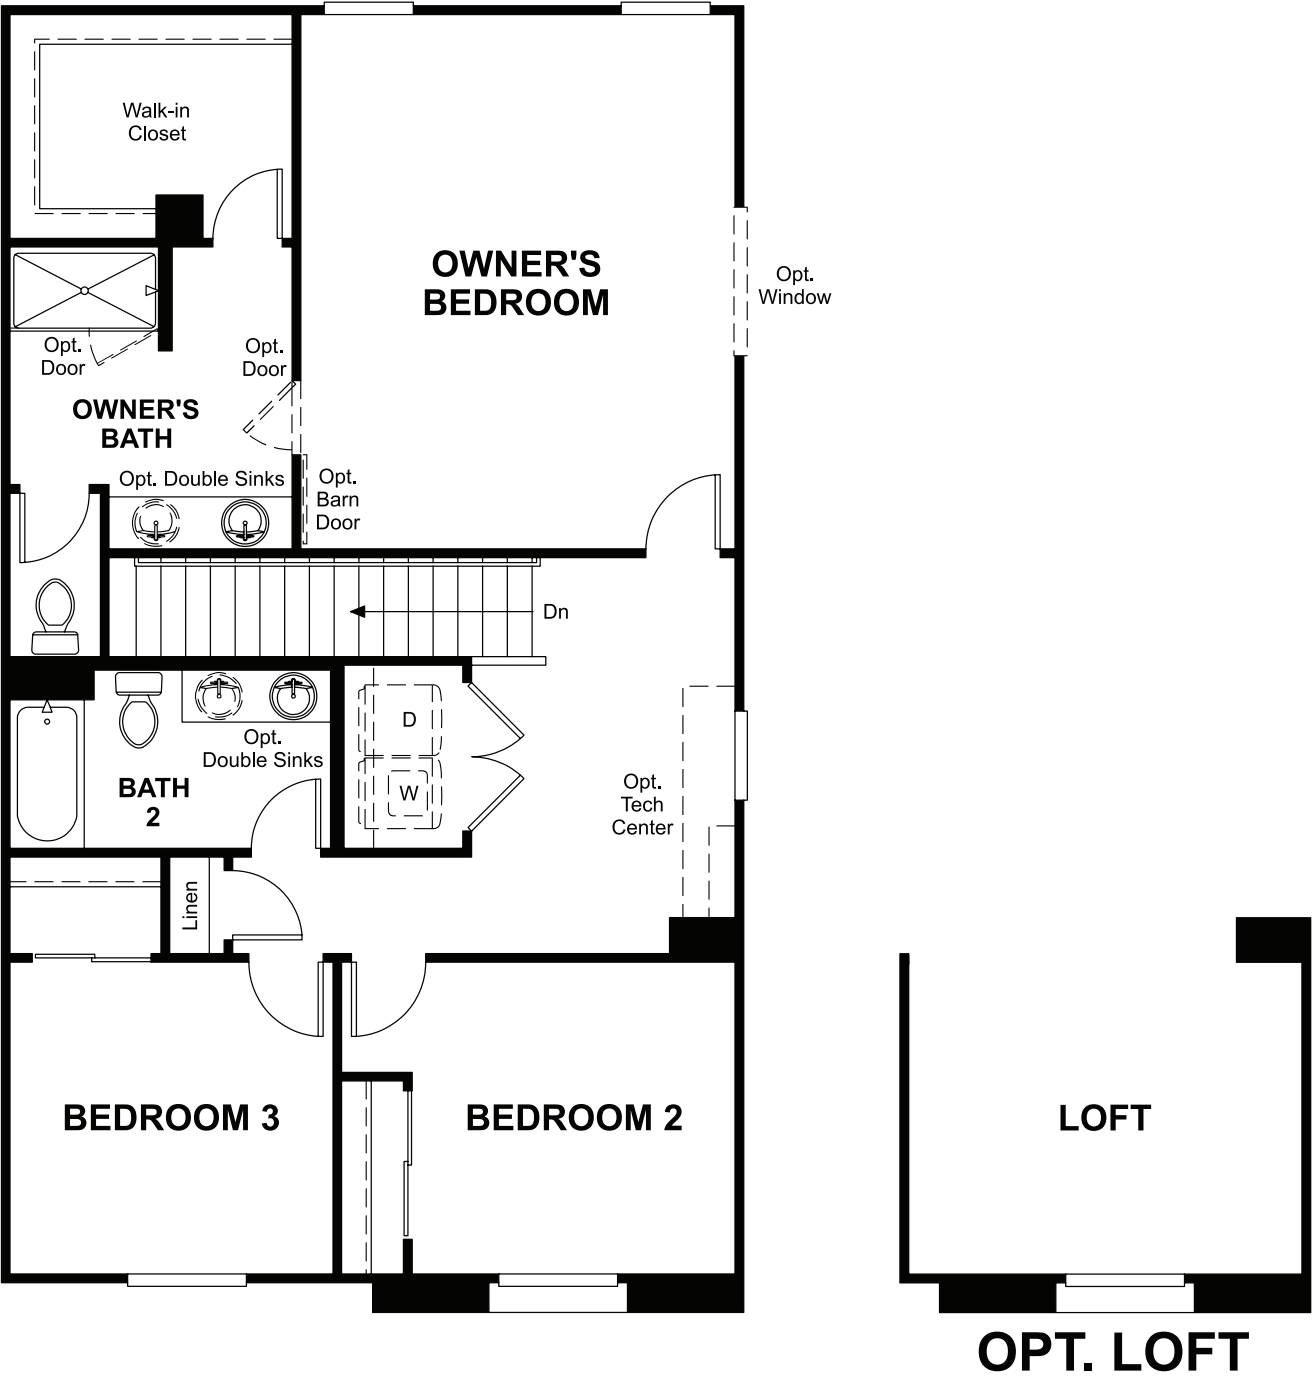 Walk-in
Closet
OWNER'S
BEDROOM
Opt.
Window
Opt.
Door
Opt.
Door
OWNER'S
BATH
Opt. Double Sinks
Opt.
Barn
Door
Dn
D
W
Opt.
Double Sinks
BATH
2
Opt.
Tech
Center
Linen
BEDROOM 3
BEDROOM 2
LOFT
OPT. LOFT